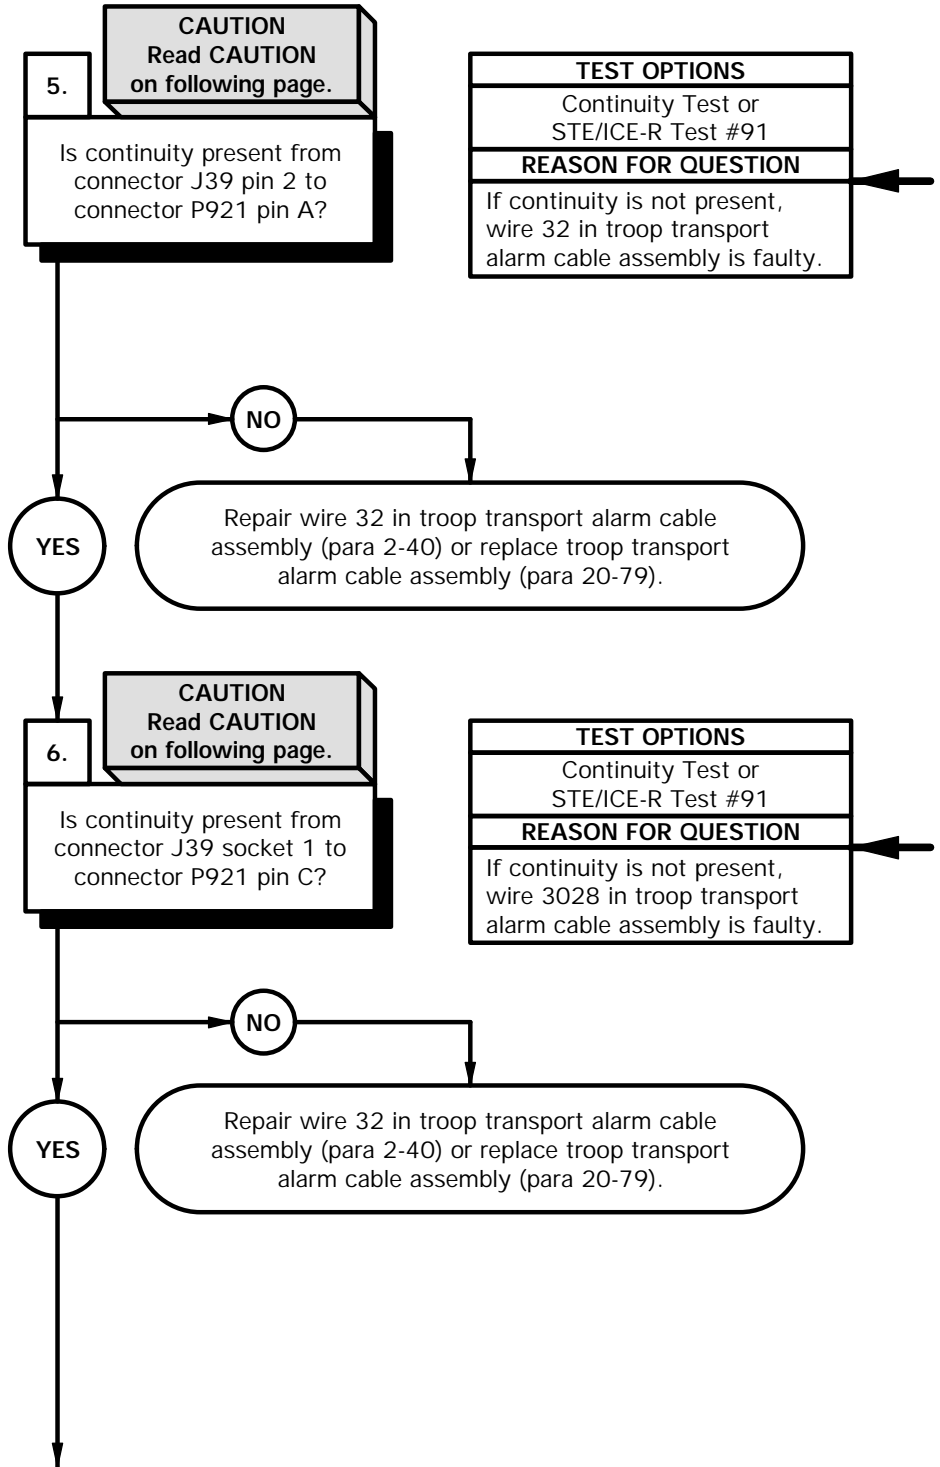 CAUTION
Read CAUTION
on following page.
5.
Is continuity present from
connector J39 pin 2 to
connector P921 pin A?
TEST OPTIONS
Continuity Test or
STE/ICE-R Test #91
REASON FOR QUESTION
If continuity is not present,
wire 32 in troop transport
alarm cable assembly is faulty.
NO
YES
Repair wire 32 in troop transport alarm cable
assembly (para 2-40) or replace troop transport
alarm cable assembly (para 20-79).
CAUTION
Read CAUTION
on following page.
6.
Is continuity present from
connector J39 socket 1 to
connector P921 pin C?
TEST OPTIONS
Continuity Test or
STE/ICE-R Test #91
REASON FOR QUESTION
If continuity is not present,
wire 3028 in troop transport
alarm cable assembly is faulty.
NO
YES
Repair wire 32 in troop transport alarm cable
assembly (para 2-40) or replace troop transport
alarm cable assembly (para 20-79).